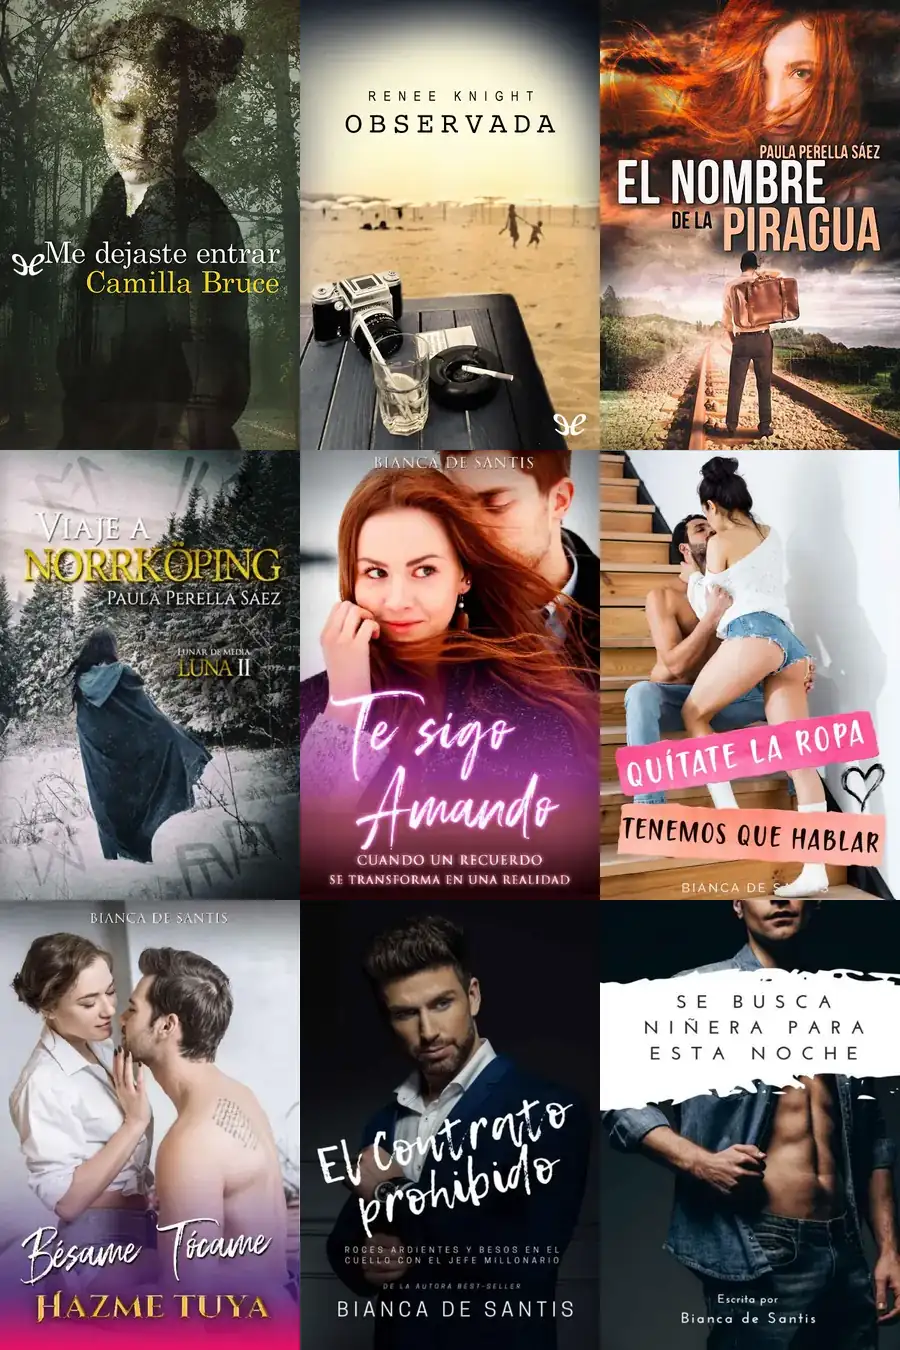 Me dejaste entrar
Camilla Bruce
RENEE KNIGHT
OBSERVADA
PAULA PERELLA SÁEZ
EL NOMBRE
DE LA PIRAGUA
VIAJE A
NORRKÖPING
PAULA PERELLA SÁEZ
LUNAR DE MEDIA
LUNA II
BIANCA DE SANTIS
Te sigo
Amando
CUANDO UN RECUERDO
SE TRANSFORMA EN UNA REALIDAD
QUÍTATE LA ROPA
TENEMOS QUE HABLAR
BIANCA DE SANTIS
BIANCA DE SANTIS
Bésame Tócame
HAZME TUYA
El Contrato
prohibido
ROCES ARDIENTES Y BESOS EN EL
CUELLO CON EL JEFE MILLONARIO
DE LA AUTORA BEST-SELLER
BIANCA DE SANTIS
SE BUSCA
NIÑERA PARA
ESTA NOCHE
Escrita por
Bianca de Santis